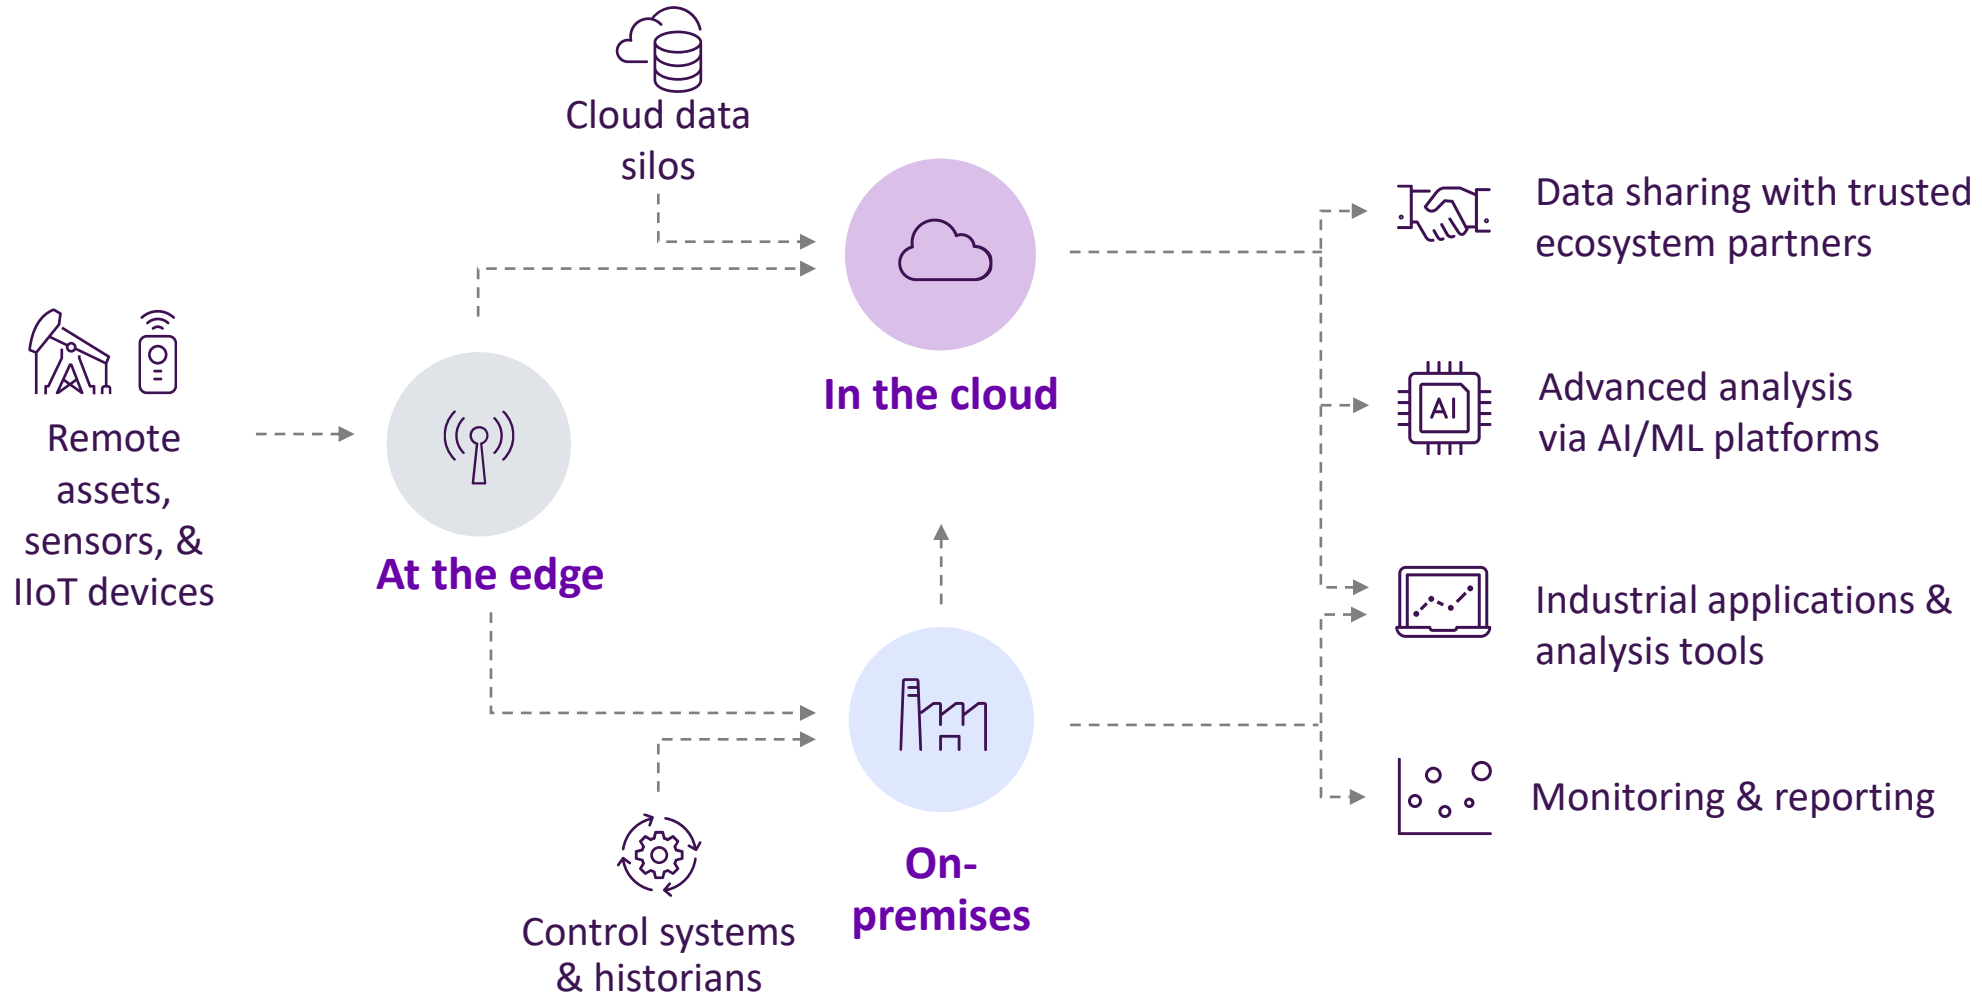 Cloud data
silos
Data sharing with trusted
ecosystem partners
In the cloud
AI
Advanced analysis
via AI/ML platforms
Remote
assets,
sensors, &
IIoT devices
At the edge
Industrial applications &
analysis tools
Monitoring & reporting
On-
premises
Control systems
& historians